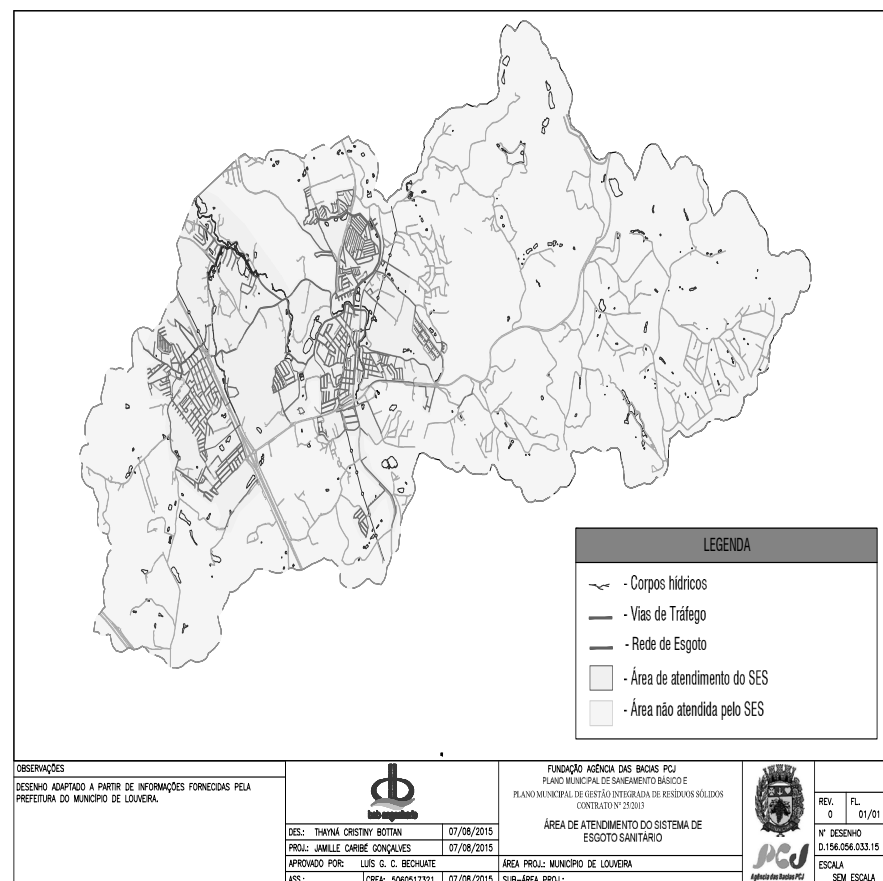 LEGENDA
- Corpos hídricos
- Vias de Tráfego
- Rede de Esgoto
- Área de atendimento do SES
- Área não atendida pelo SES
OBSERVAÇÕES
DESENHO ADAPTADO A PARTIR DE INFORMAÇÕES FORNECIDAS PELA
PREFEITURA DO MUNICÍPIO DE LOUVEIRA.
DES.: THAYNÁ CRISTINY BOTTAN 07/08/2015
PROJ.: JAMILLE CARIBÉ GONÇALVES 07/08/2015
APROVADO POR: LUÍS G. C. BECHUATE
ASS.: CREA: 5060517321 07/08/2015
FUNDAÇÃO AGÊNCIA DAS BACIAS PCJ
PLANO MUNICIPAL DE SANEAMENTO BÁSICO E
PLANO MUNICIPAL DE GESTÃO INTEGRADA DE RESÍDUOS SÓLIDOS
CONTRATO Nº 25/2013
ÁREA DE ATENDIMENTO DO SISTEMA DE
ESGOTO SANITÁRIO
ÁREA PROJ.: MUNICÍPIO DE LOUVEIRA
SUB-ÁREA PROJ.:
PCJ
Agência das Bacias PCJ
REV. FL.
0 01/01
Nº DESENHO
D.156.056.033.15
ESCALA
SEM ESCALA